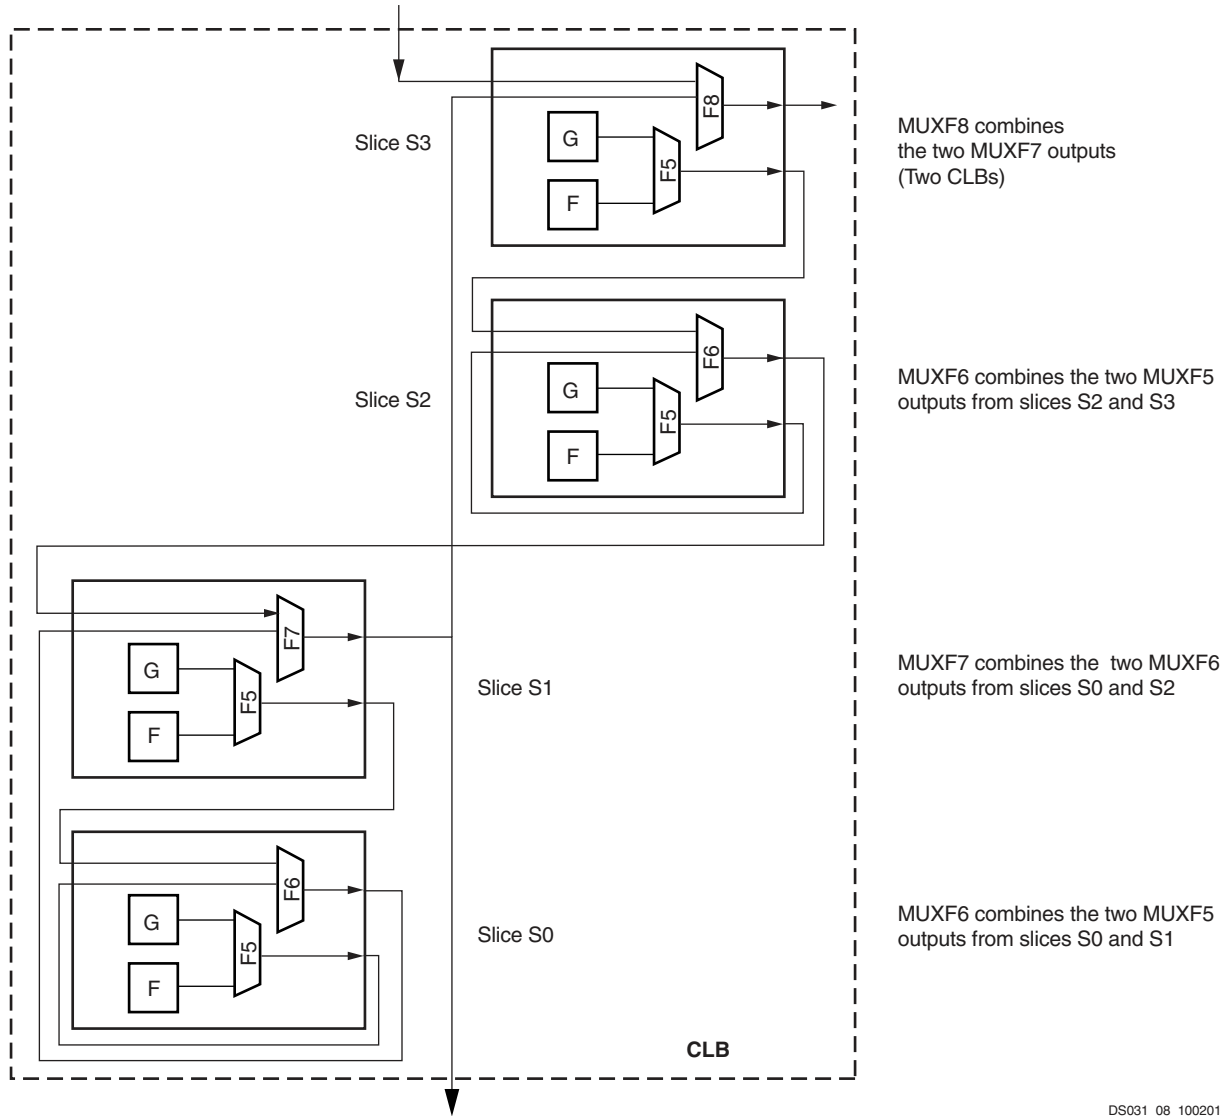 F8
Slice S3
G
F5
F
MUXF8 combines
the two MUXF7 outputs
(Two CLBs)
F6
Slice S2
G
F5
F
MUXF6 combines the two MUXF5
outputs from slices S2 and S3
F7
G
F5
F
Slice S1
MUXF7 combines the two MUXF6
outputs from slices S0 and S2
F6
G
F5
F
Slice S0
MUXF6 combines the two MUXF5
outputs from slices S0 and S1
CLB
DS031_08_100201